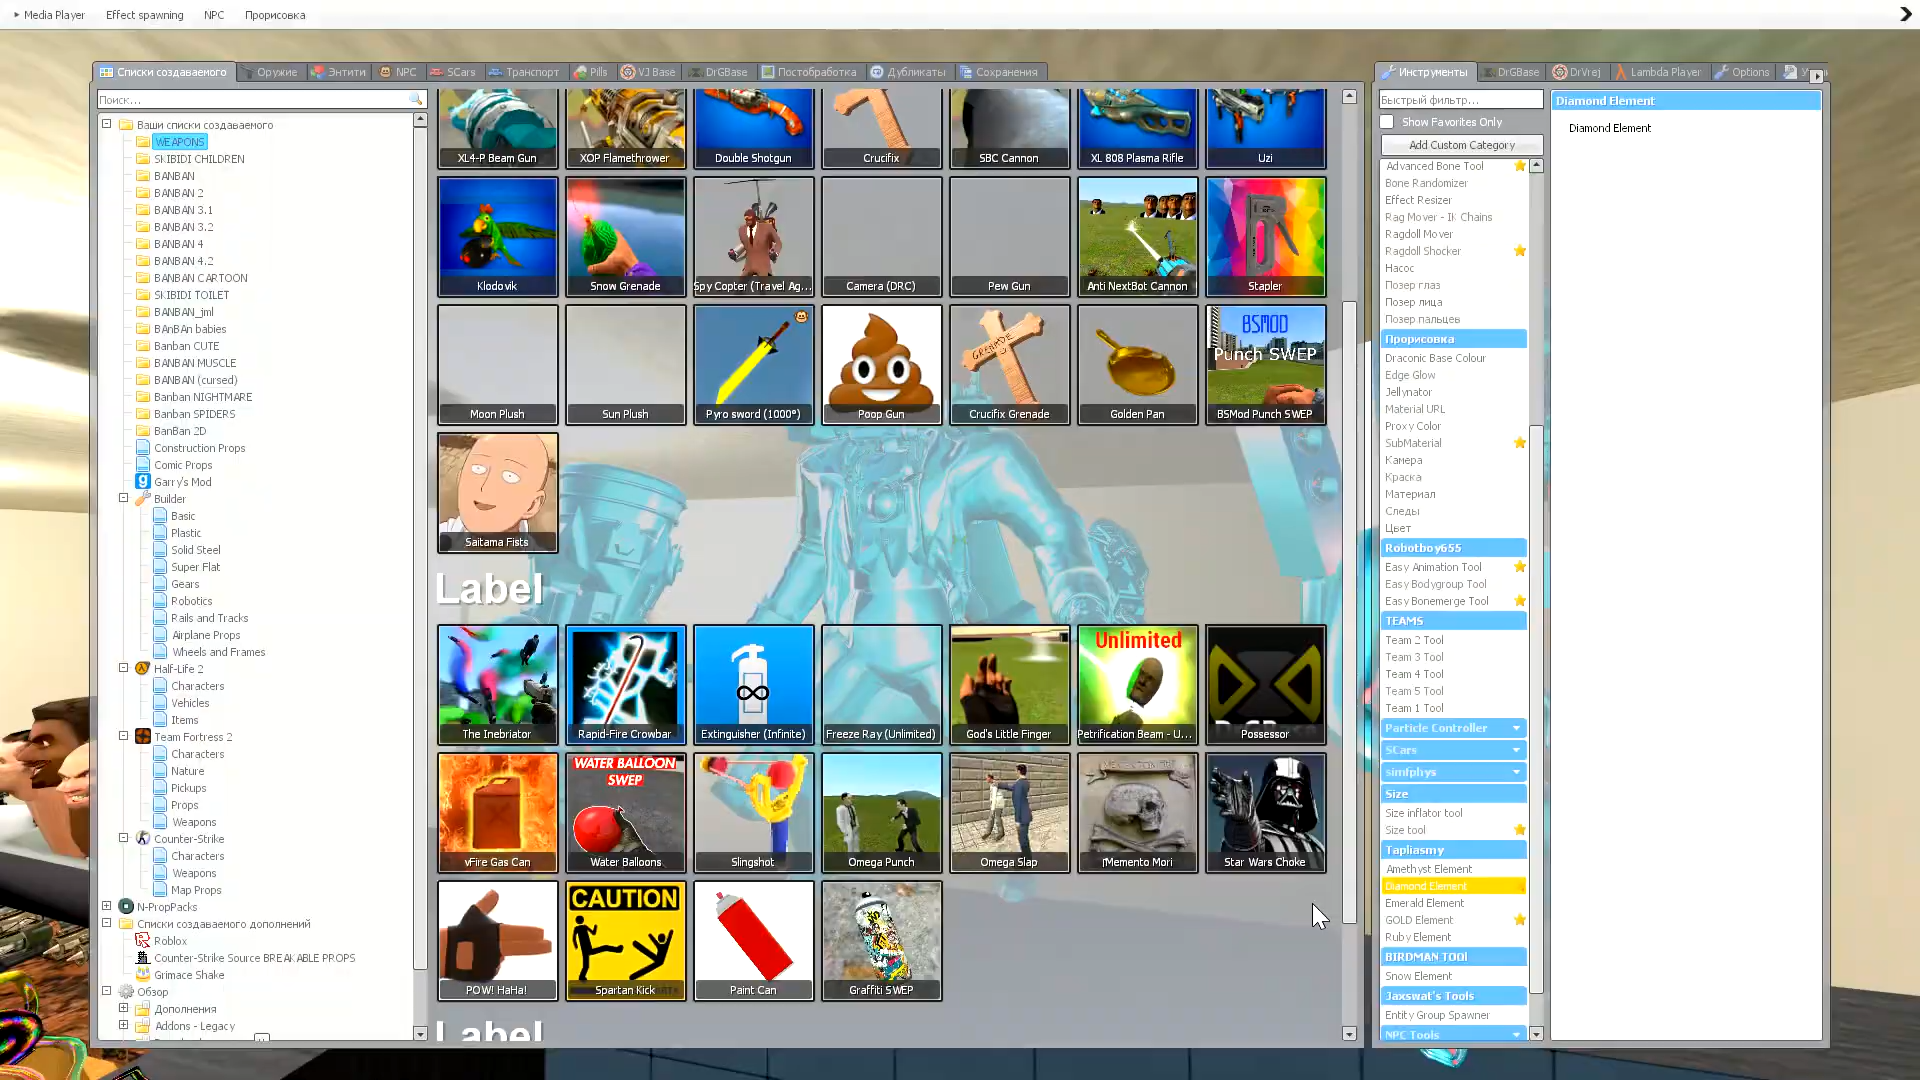 Media Player
Effect spawning
NPC
Прорисовка
Списки создаваемого
Оружие
Энтити
NPC
SCars
Транспорт
Pills
VJ Base
DrGBase
Постобработка
Дубликаты
Сохранения
Поиск...
Ваши списки создаваемого
WEAPONS
SKIBIDI CHILDREN
BANBAN
BANBAN 2
BANBAN 3.1
BANBAN 3.2
BANBAN 4
BANBAN 4.2
BANBAN CARTOON
SKIBIDI TOILET
BANBAN_jml
BAnBAn babies
Banban CUTE
BANBAN MUSCLE
BANBAN (cursed)
Banban NIGHTMARE
Banban SPIDERS
BanBan 2D
Construction Props
Comic Props
Garry's Mod
Builder
Basic
Plastic
Solid Steel
Super Flat
Gears
Robotics
Rails and Tracks
Airplane Props
Wheels and Frames
Half-Life 2
Characters
Vehicles
Items
Team Fortress 2
Characters
Nature
Pickups
Props
Weapons
Counter-Strike
Characters
Weapons
Map Props
N-PropPacks
Списки создаваемого дополнений
Roblox
Counter-Strike Source BREAKABLE PROPS
Grimace Shake
Обзор
Дополнения
Addons - Legacy
XL4-P Beam Gun
XOP Flamethrower
Double Shotgun
Crucifix
SBC Cannon
XL 808 Plasma Rifle
Uzi
Klodovik
Snow Grenade
Spy Copter (Travel Ag...
Camera (DRC)
Pew Gun
Anti NextBot Cannon
Stapler
Moon Plush
Sun Plush
Pyro sword (1000°)
Poop Gun
GRENADE
Crucifix Grenade
Golden Pan
BSMOD
Punch SWEP
BSMod Punch SWEP
Saitama Fists
Label
The Inebriator
Rapid-Fire Crowbar
Extinguisher (Infinite)
Freeze Ray (Unlimited)
God's Little Finger
Unlimited
Petrification Beam - U...
Possessor
vFire Gas Can
WATER BALLOON
SWEP
Water Balloons
Slingshot
Omega Punch
Omega Slap
MEMENTO MORI
Memento Mori
Star Wars Choke
POW! HaHa!
CAUTION
Spartan Kick
Paint Can
Graffiti SWEP
Label
Инструменты
DrGBase
DrVrej
Lambda Player
Options
Быстрый фильтр...
Show Favorites Only
Add Custom Category
Advanced Bone Tool
Bone Randomizer
Effect Resizer
Rag Mover - IK Chains
Ragdoll Mover
Ragdoll Shocker
Насос
Позер глаз
Позер лица
Позер пальцев
Прорисовка
Draconic Base Colour
Edge Glow
Jellynator
Material URL
Proxy Color
SubMaterial
Камера
Краска
Материал
Следы
Цвет
Robotboy655
Easy Animation Tool
Easy Bodygroup Tool
Easy Bonemerge Tool
TEAMS
Team 2 Tool
Team 3 Tool
Team 4 Tool
Team 5 Tool
Team 1 Tool
Particle Controller
SCars
simfphys
Size
Size inflator tool
Size tool
Tapliasmy
Amethyst Element
Diamond Element
Emerald Element
GOLD Element
Ruby Element
BIRDMAN TOOl
Snow Element
Jaxswat's Tools
Entity Group Spawner
NPC Tools
Diamond Element
Diamond Element